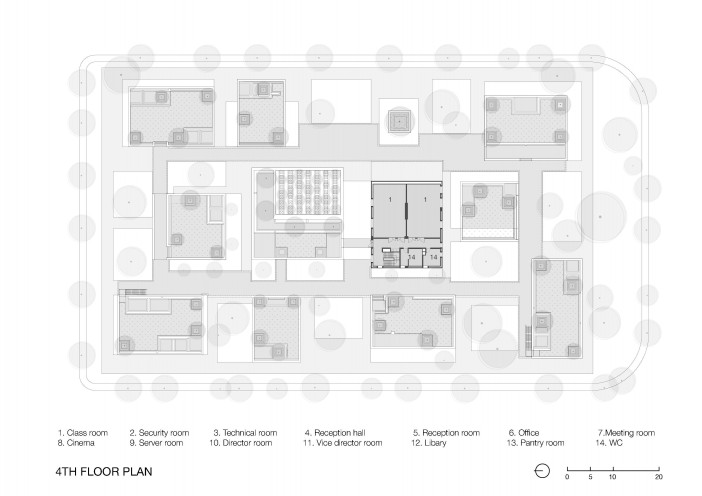 1 1
14 14
1. Class room 2. Security room 3. Technical room 4. Reception hall 5. Reception room 6. Office 7.Meeting room
8. Cinema 9. Server room 10. Director room 11. Vice director room 12. Libary 13. Pantry room 14. WC
4TH FLOOR PLAN
0 5 10 20